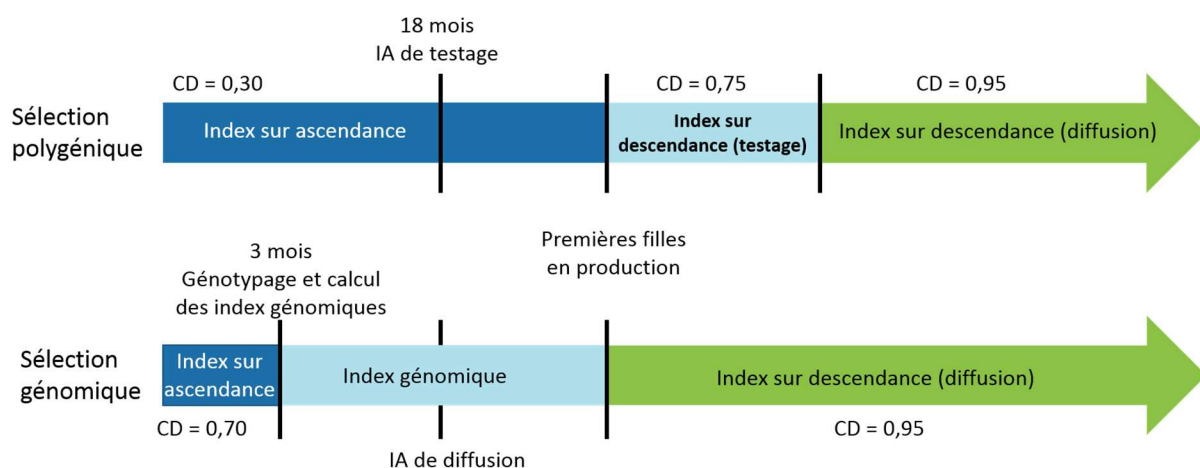 18 mois
IA de testage
CD = 0,30
CD = 0,75
CD = 0,95
Sélection
polygénique
Index sur ascendance
Index sur
descendance (testage)
Index sur descendance (diffusion)
Premières filles
en production
3 mois
Génotypage et calcul
des index génomiques
Sélection
génomique
Index sur
ascendance
Index génomique
Index sur descendance (diffusion)
CD = 0,70
CD = 0,95
IA de diffusion